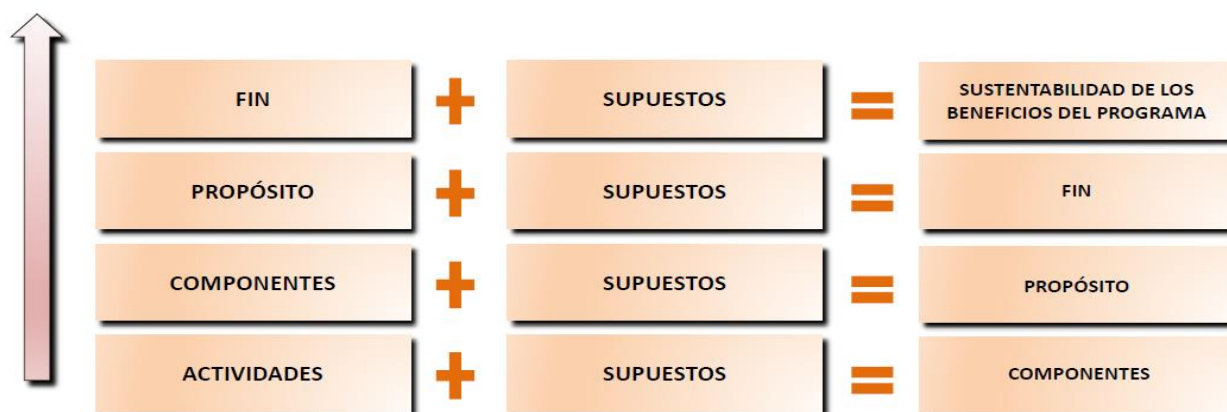 FIN
SUPUESTOS
SUSTENTABILIDAD DE LOS
BENEFICIOS DEL PROGRAMA
PROPÓSITO
SUPUESTOS
FIN
COMPONENTES
SUPUESTOS
PROPÓSITO
ACTIVIDADES
SUPUESTOS
COMPONENTES